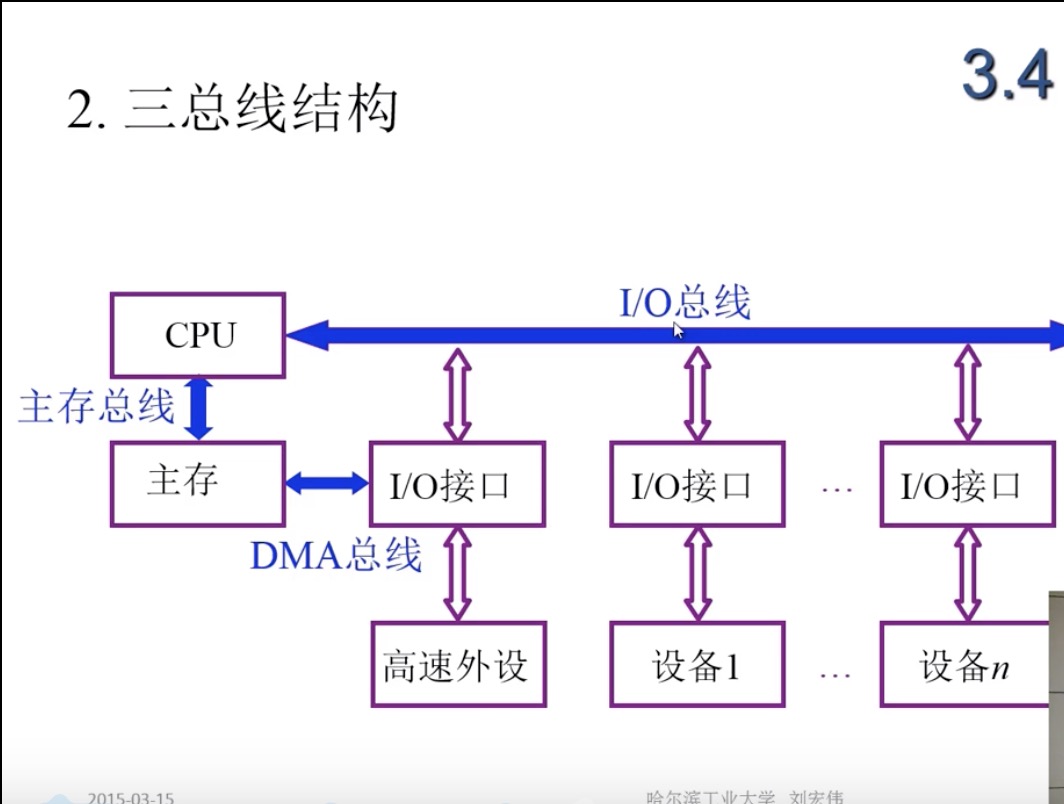 3.4
2. 三总线结构
I/O总线
CPU
主存总线
主存
I/O接口
I/O接口
…
I/O接口
DMA总线
高速外设
设备1
…
设备n
2015-03-15
哈尔滨工业大学 刘宏伟